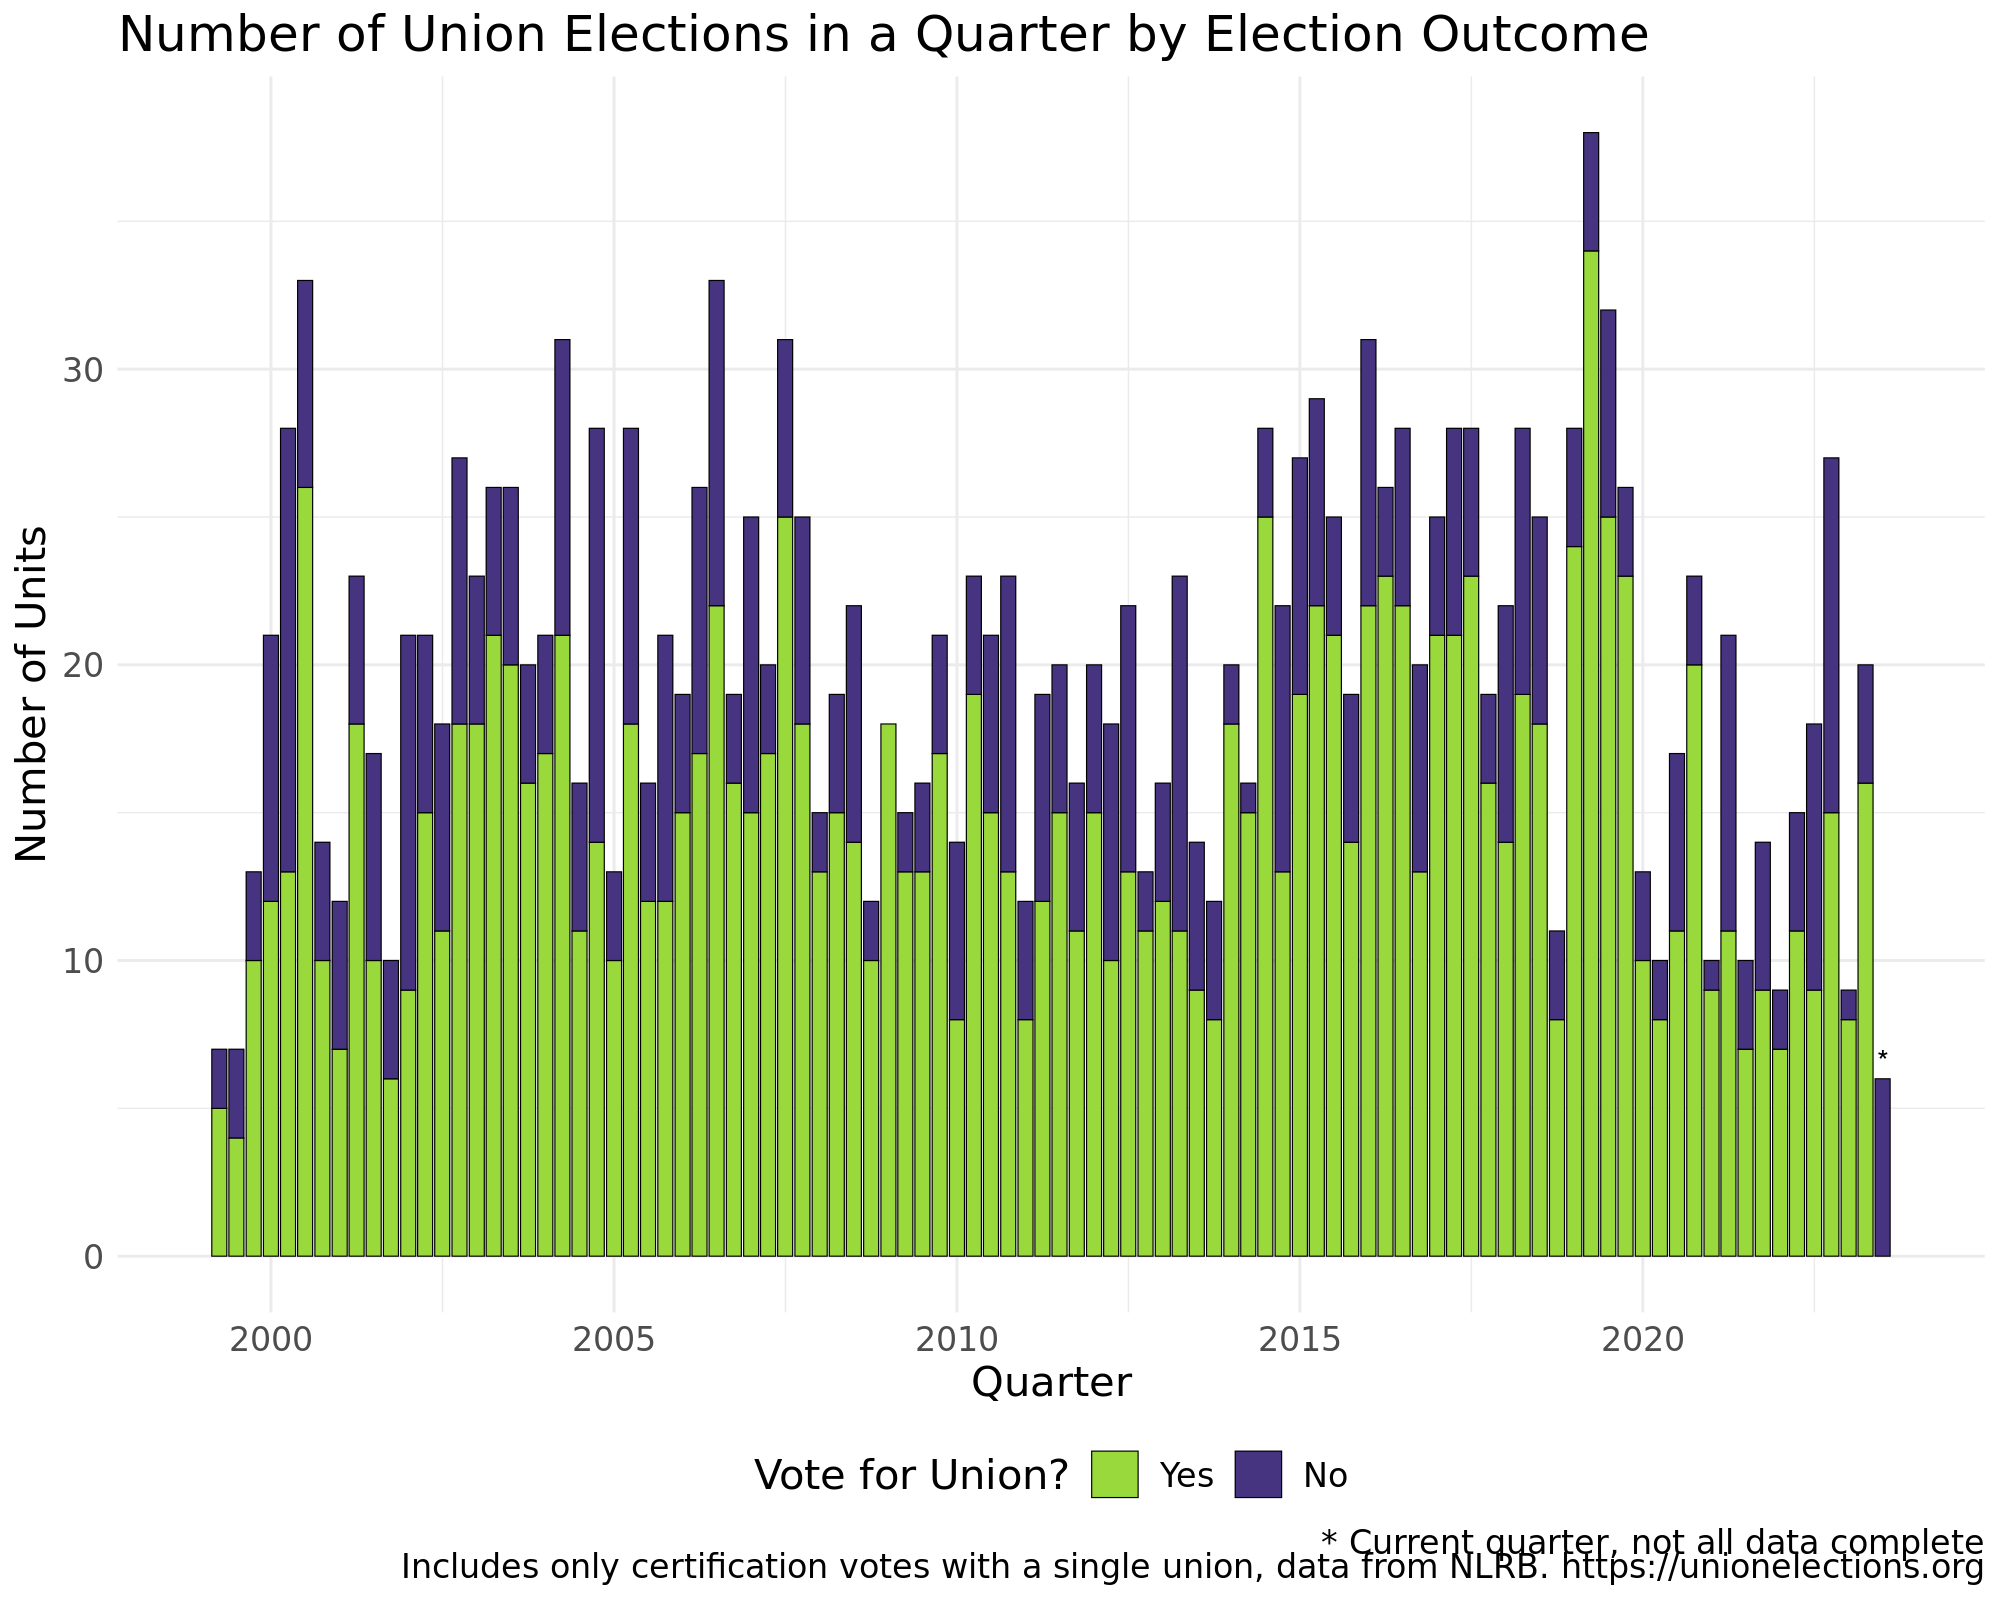 Number of Union Elections in a Quarter by Election Outcome
Number of Units
30
20
10
0
*
2000 2005 2010 2015 2020
Quarter
Vote for Union? Yes No
* Current quarter, not all data complete
Includes only certification votes with a single union, data from NLRB. https://unionelections.org